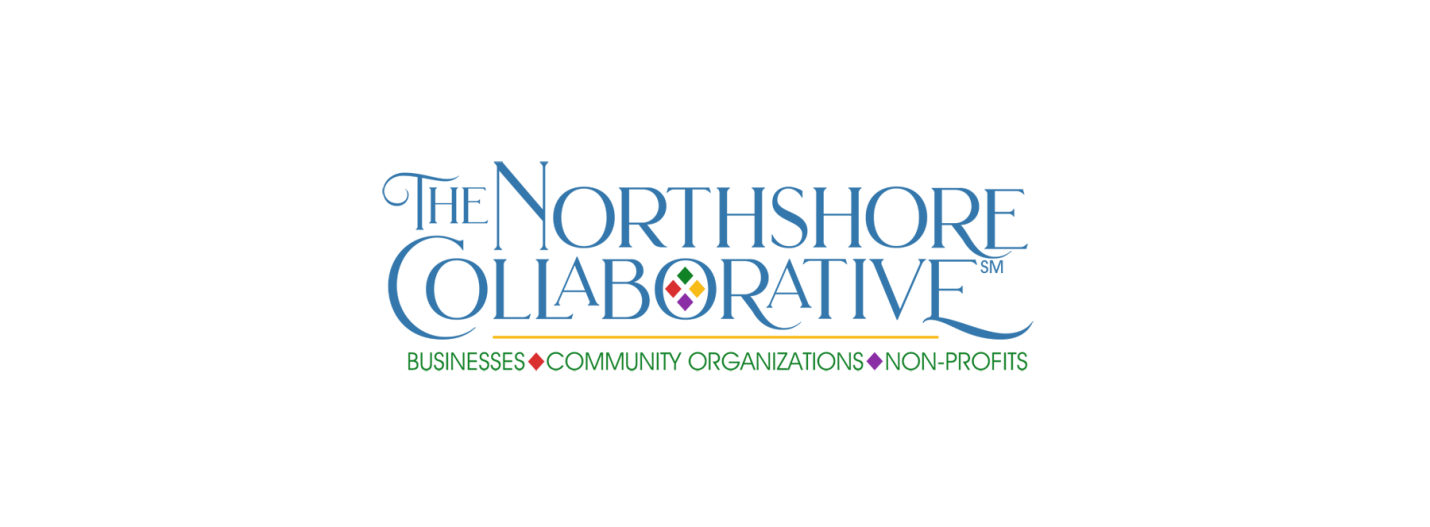 THE NORTHSHORE
COLLABORATIVE SM
BUSINESSES♦COMMUNITY ORGANIZATIONS♦NON-PROFITS